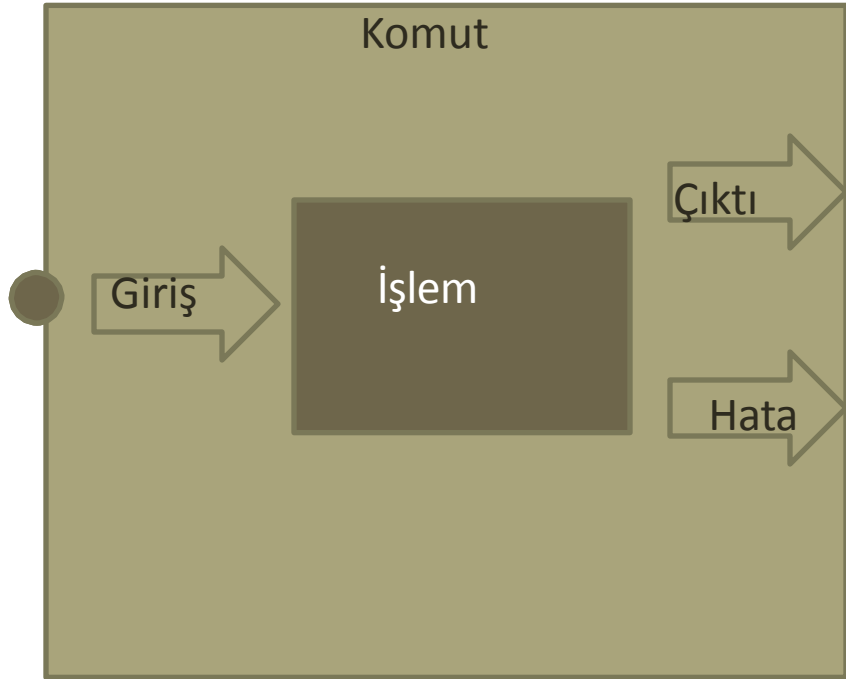 Komut
Çıktı
Giriş
İşlem
Hata